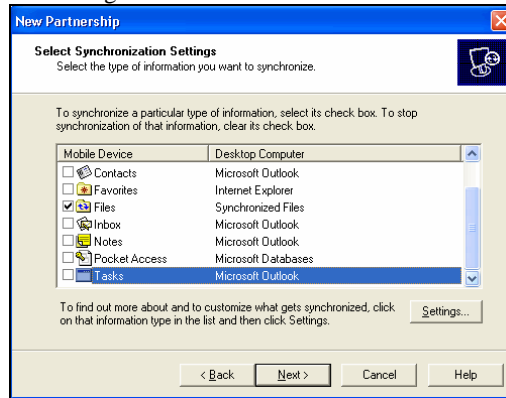 New Partnership
Select Synchronization Settings
Select the type of information you want to synchronize.
To synchronize a particular type of information, select its check box. To stop
synchronization of that information, clear its check box.
Mobile Device Desktop Computer
Contacts Microsoft Outlook
Favorites Internet Explorer
Files Synchronized Files
Inbox Microsoft Outlook
Notes Microsoft Outlook
Pocket Access Microsoft Databases
Tasks Microsoft Outlook
To find out more about and to customize what gets synchronized, click
on that information type in the list and then click Settings.
Settings...
< Back Next > Cancel Help